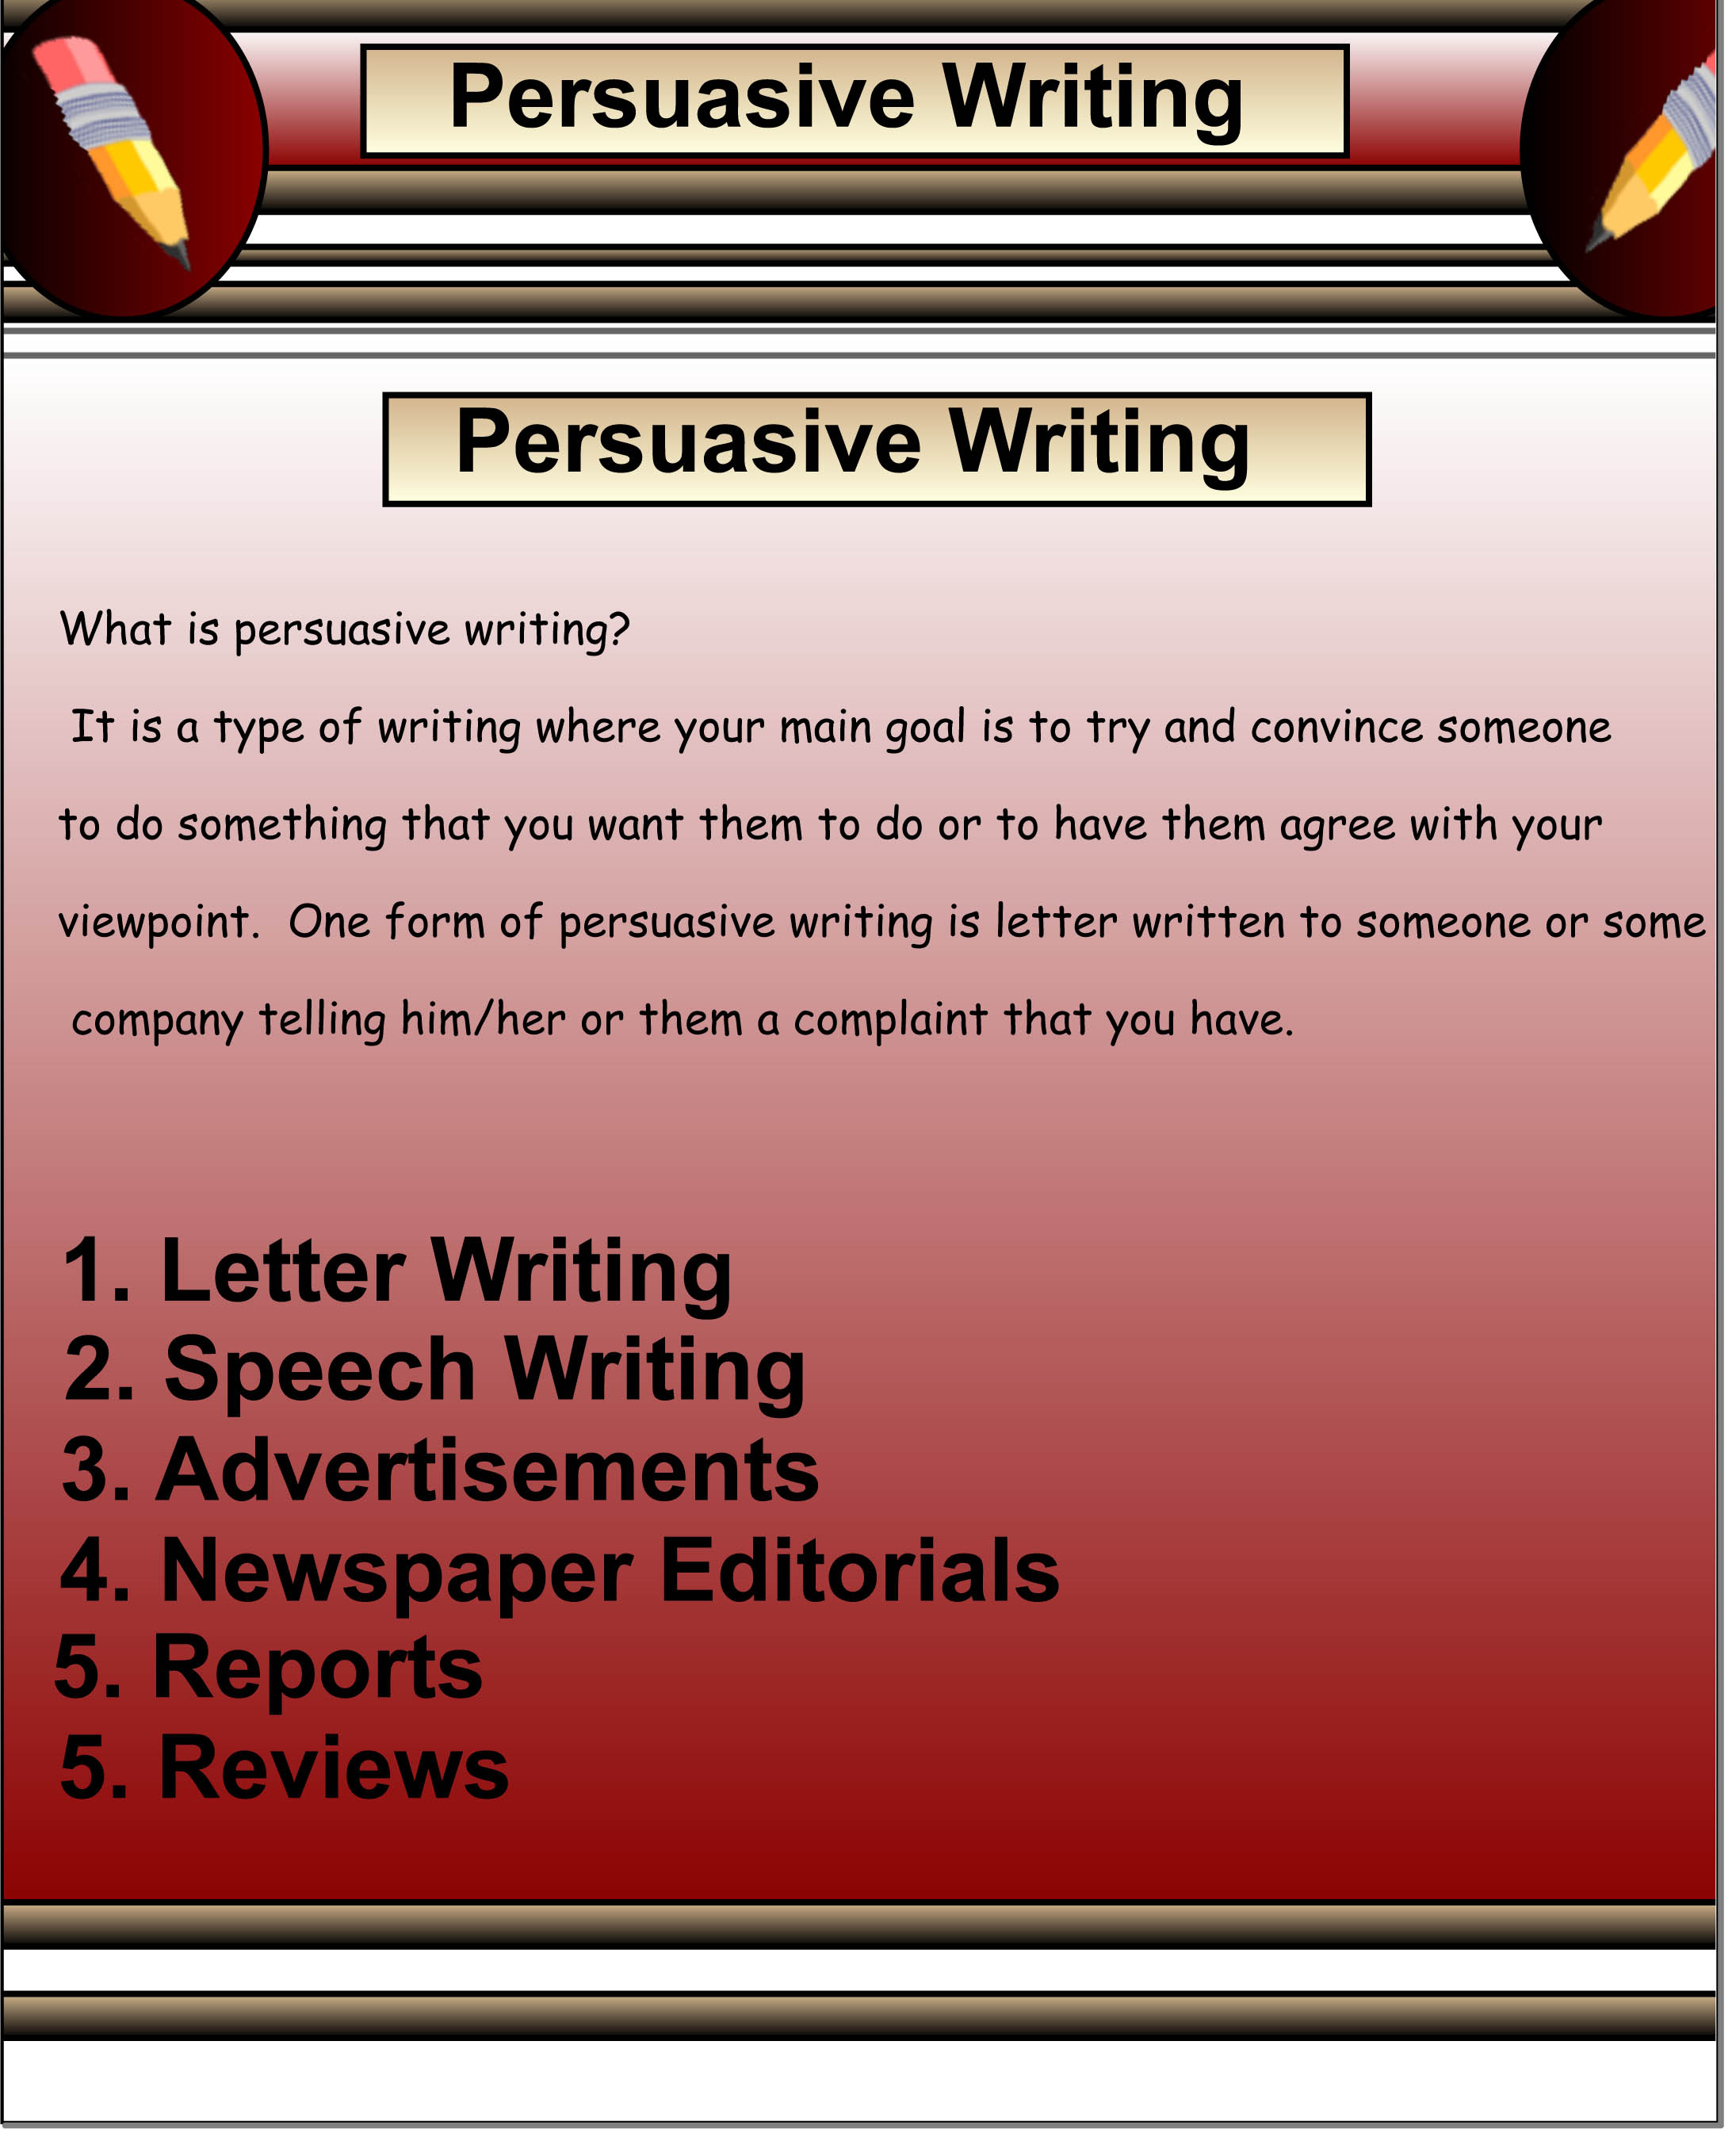 Persuasive Writing
Persuasive Writing
What is persuasive writing?
It is a type of writing where your main goal is to try and convince someone
to do something that you want them to do or to have them agree with your
viewpoint. One form of persuasive writing is letter written to someone or some
company telling him/her or them a complaint that you have.
1. Letter Writing
2. Speech Writing
3. Advertisements
4. Newspaper Editorials
5. Reports
5. Reviews